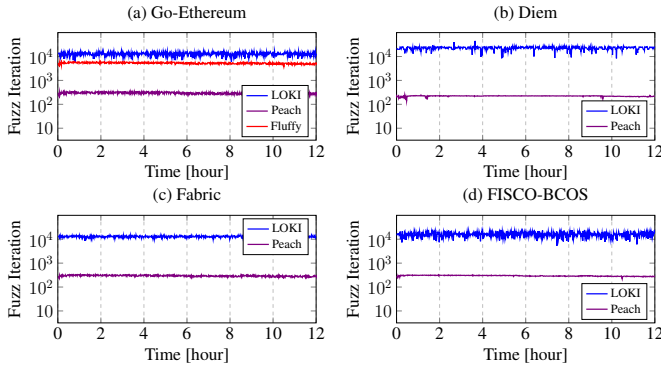 (a) Go-Ethereum
Fuzz Iteration
10^4
10^3
10^2
10
LOKI
Peach
Fluffy
0 2 4 6 8 10 12
Time [hour]
(b) Diem
Fuzz Iteration
10^4
10^3
10^2
10
LOKI
Peach
0 2 4 6 8 10 12
Time [hour]
(c) Fabric
Fuzz Iteration
10^4
10^3
10^2
10
LOKI
Peach
0 2 4 6 8 10 12
Time [hour]
(d) FISCO-BCOS
Fuzz Iteration
10^4
10^3
10^2
10
LOKI
Peach
0 2 4 6 8 10 12
Time [hour]